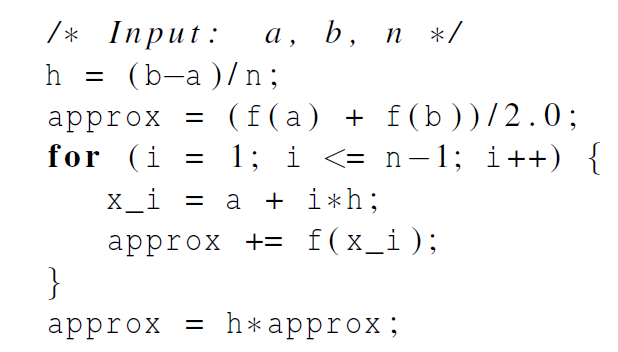 /* Input: a, b, n */
h = (b-a)/n;
approx = (f(a) + f(b))/2.0;
for (i = 1; i <= n-1; i++) {
x_i = a + i*h;
approx += f(x_i);
}
approx = h*approx;